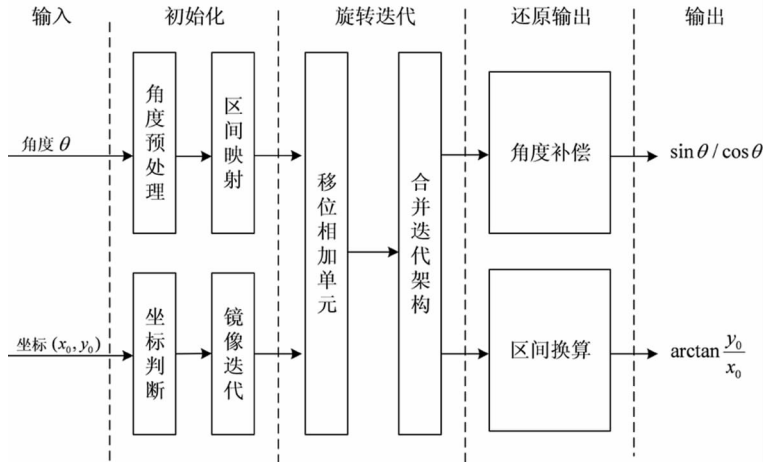 输入
初始化
旋转迭代
还原输出
输出
角度 θ
角度预处理
区间映射
移位相加单元
合并迭代架构
角度补偿
sinθ / cosθ
坐标 (x₀, y₀)
坐标判断
镜像迭代
区间换算
arctan y₀/x₀